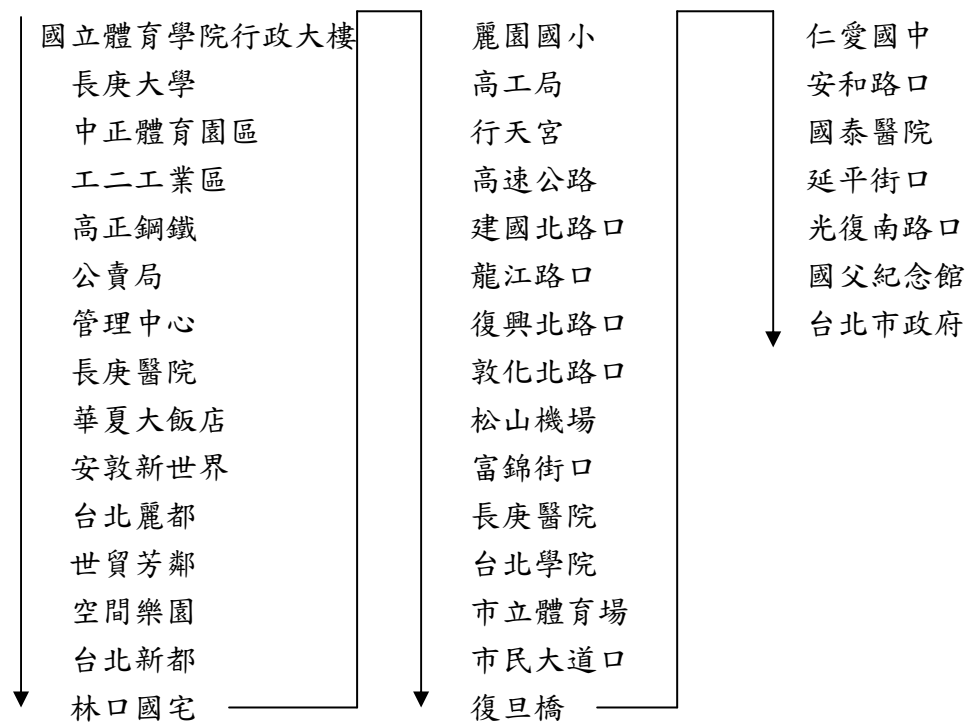 國立體育學院行政大樓
長庚大學
中正體育園區
工二工業區
高正鋼鐵
公賣局
管理中心
長庚醫院
華夏大飯店
安敦新世界
台北麗都
世貿芳鄰
空間樂園
台北新都
林口國宅
麗園國小
高工局
行天宮
高速公路
建國北路口
龍江路口
復興北路口
敦化北路口
松山機場
富錦街口
長庚醫院
台北學院
市立體育場
市民大道口
復旦橋
仁愛國中
安和路口
國泰醫院
延平街口
光復南路口
國父紀念館
台北市政府